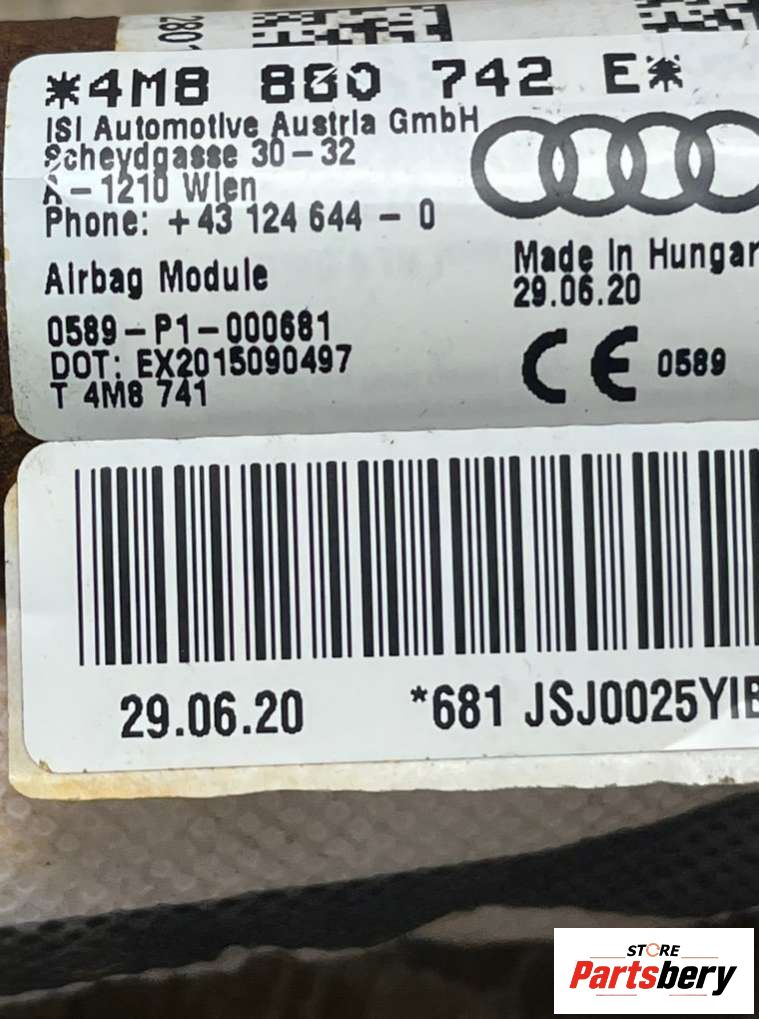 280
*4M8 880 742 E*
ISI Automotive Austria GmbH
Scheydgasse 30-32
A-1210 Wien
Phone: +43 124 644-0
Airbag Module
Made In Hungar
29.06.20
0589-P1-000681
DOT: EX2015090497
T 4M8 741
CE 0589
29.06.20
*681 JSJ0025YIB
STORE
Partsbery